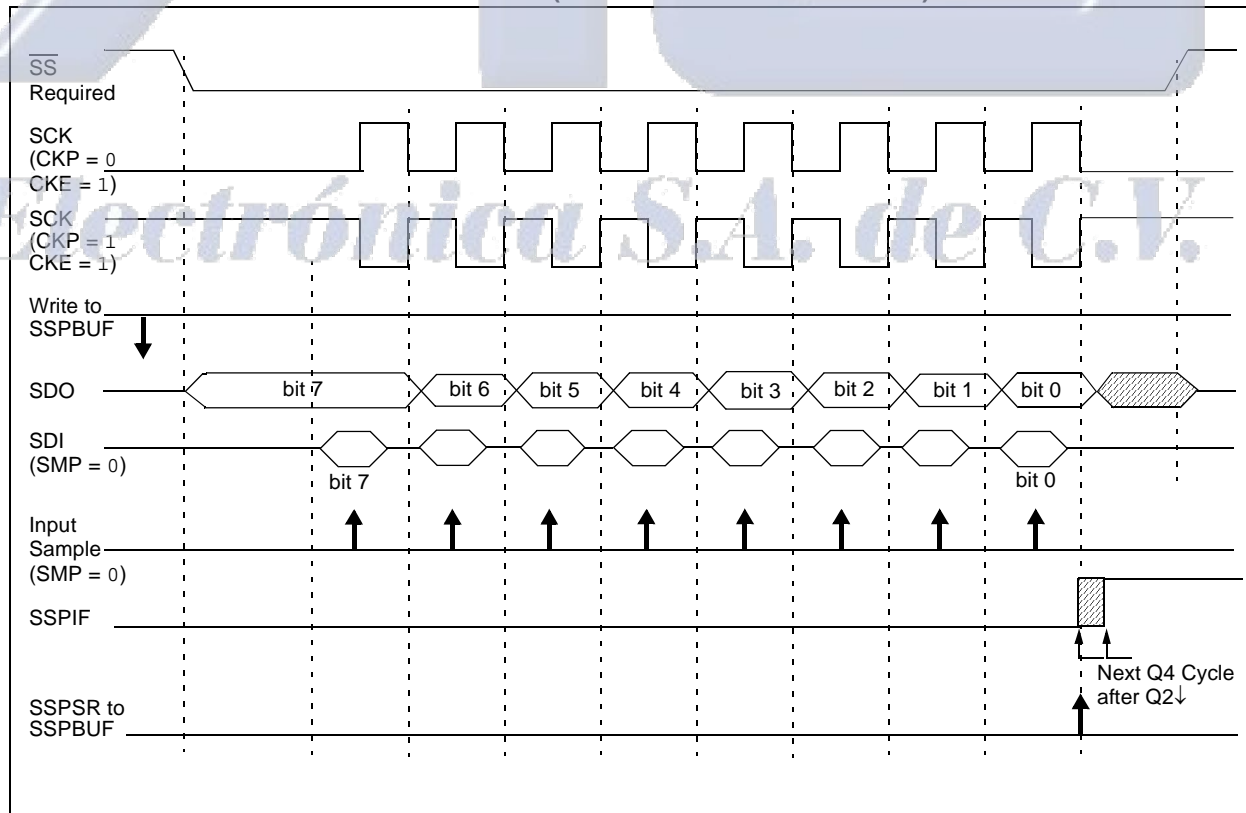 SS
Required
SCK
(CKP = 0
CKE = 1)
SCK
(CKP = 1
CKE = 1)
Electrónica S.A. de C.V.
Write to
SSPBUF
SDO
bit 7 bit 6 bit 5 bit 4 bit 3 bit 2 bit 1 bit 0
SDI
(SMP = 0)
bit 7 bit 0
Input
Sample
(SMP = 0)
SSPIF
Next Q4 Cycle
after Q2↓
SSPSR to
SSPBUF